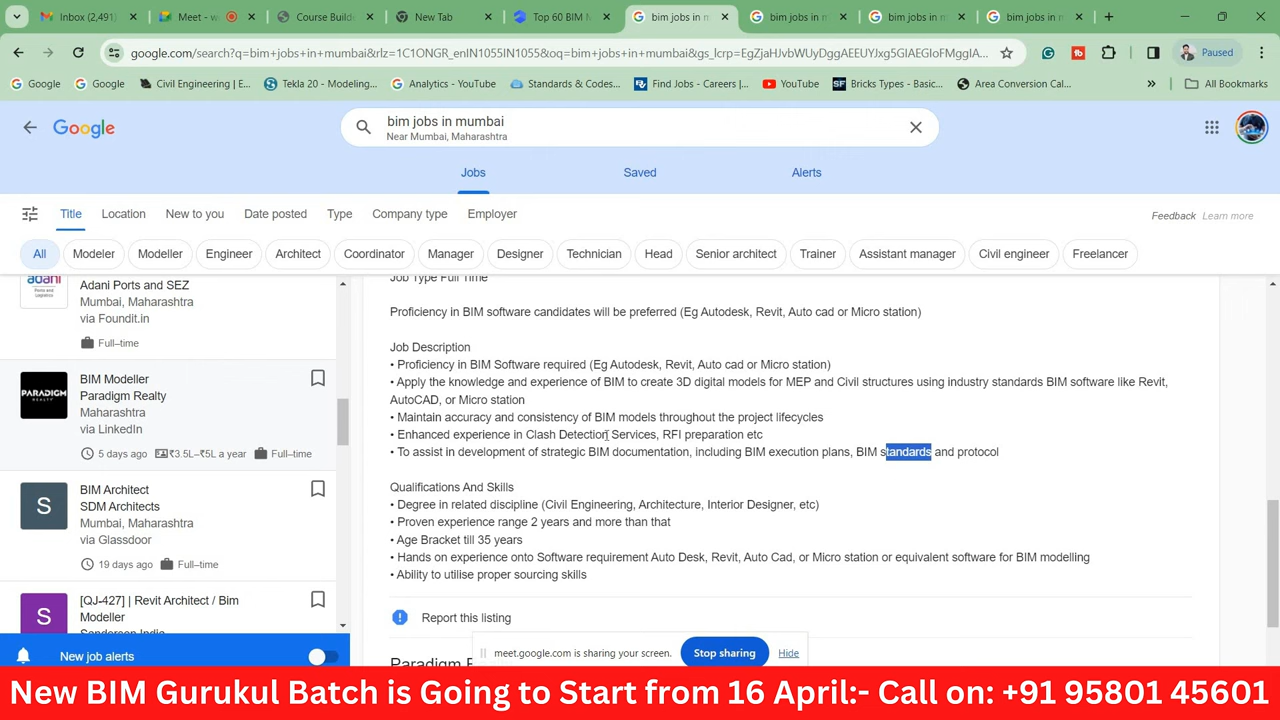 Inbox (2,491)
Meet - w
Course Build
New Tab
Top 60 BIM M
bim jobs in m
bim jobs in m
bim jobs in m
bim jobs in m
google.com/search?q=bim+jobs+in+mumbai&rlz=1C1ONGR_enIN1055IN1055&oq=bim+jobs+in+mumbai&gs_lcrp=EgZjaHJvbWUyDggAEEUYJxg5GIAEGIoFMggIA...
Paused
Google
Google
Civil Engineering | E...
Tekla 20 - Modeling...
Analytics - YouTube
Standards & Codes...
Find Jobs - Careers |...
YouTube
Bricks Types - Basic...
Area Conversion Cal...
»
All Bookmarks
Google
bim jobs in mumbai
Near Mumbai, Maharashtra
Jobs
Saved
Alerts
Title
Location
New to you
Date posted
Type
Company type
Employer
Feedback
Learn more
All
Modeler
Modeller
Engineer
Architect
Coordinator
Manager
Designer
Technician
Head
Senior architect
Trainer
Assistant manager
Civil engineer
Freelancer
adani
Ports and
Logistics
Adani Ports and SEZ
Mumbai, Maharashtra
via Foundit.in
Full–time
PARADIGM
REALTY
BIM Modeller
Paradigm Realty
Maharashtra
via LinkedIn
5 days ago
₹3.5L–₹5L a year
Full–time
S
BIM Architect
SDM Architects
Mumbai, Maharashtra
via Glassdoor
19 days ago
Full–time
S
[QJ-427] | Revit Architect / Bim
Modeller
Sanderson India
New job alerts
Job Type Full Time
Proficiency in BIM software candidates will be preferred (Eg Autodesk, Revit, Auto cad or Micro station)
Job Description
• Proficiency in BIM Software required (Eg Autodesk, Revit, Auto cad or Micro station)
• Apply the knowledge and experience of BIM to create 3D digital models for MEP and Civil structures using industry standards BIM software like Revit,
AutoCAD, or Micro station
• Maintain accuracy and consistency of BIM models throughout the project lifecycles
• Enhanced experience in Clash Detection Services, RFI preparation etc
• To assist in development of strategic BIM documentation, including BIM execution plans, BIM standards and protocol
Qualifications And Skills
• Degree in related discipline (Civil Engineering, Architecture, Interior Designer, etc)
• Proven experience range 2 years and more than that
• Age Bracket till 35 years
• Hands on experience onto Software requirement Auto Desk, Revit, Auto Cad, or Micro station or equivalent software for BIM modelling
• Ability to utilise proper sourcing skills
Report this listing
meet.google.com is sharing your screen.
Stop sharing
Hide
New BIM Gurukul Batch is Going to Start from 16 April:- Call on: +91 95801 45601